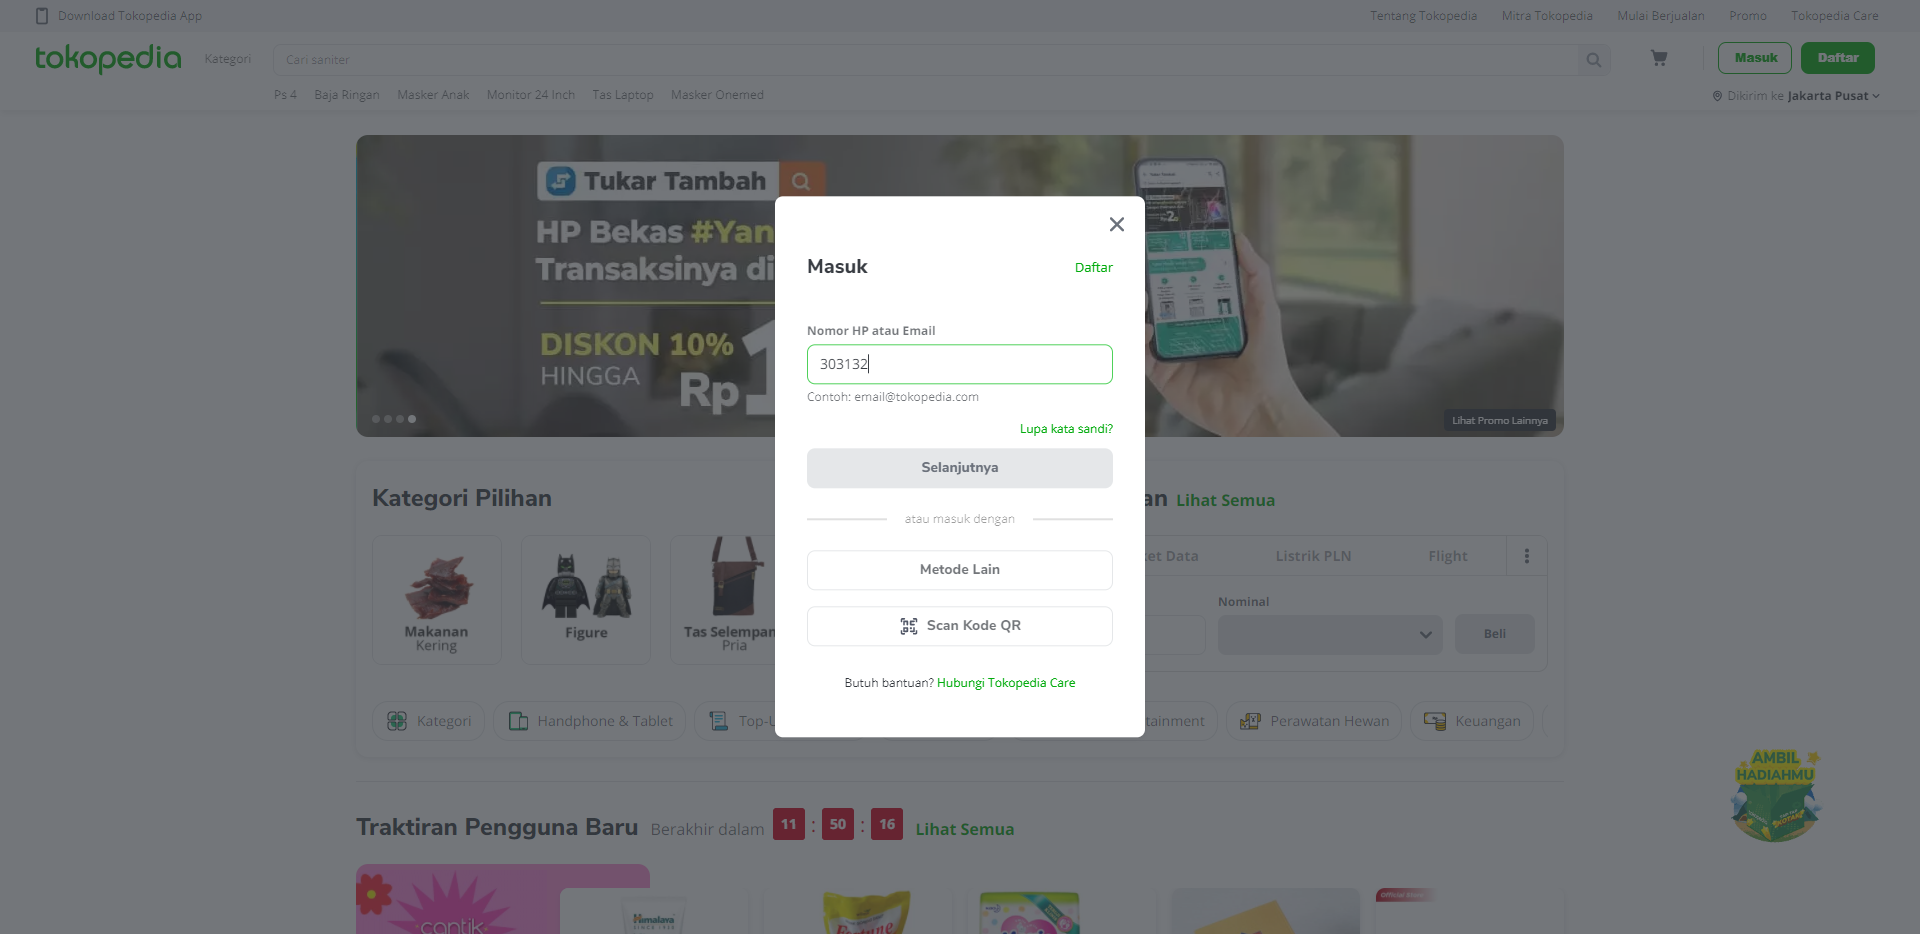 Download Tokopedia App
Tentang Tokopedia
Mitra Tokopedia
Mulai Berjualan
Promo
Tokopedia Care
tokopedia
Kategori
Cari saniter
Masuk
Daftar
Ps 4
Baja Ringan
Masker Anak
Monitor 24 Inch
Tas Laptop
Masker Onemed
Dikirim ke Jakarta Pusat
Tukar Tambah
HP Bekas #Yan
Transaksinya di
DISKON 10%
HINGGA
Rp
Lihat Promo Lainnya
Masuk
Daftar
Nomor HP atau Email
303132
Contoh: email@tokopedia.com
Lupa kata sandi?
Selanjutnya
atau masuk dengan
Metode Lain
Scan Kode QR
Butuh bantuan? Hubungi Tokopedia Care
Kategori Pilihan
an Lihat Semua
Makanan
Kering
Figure
Tas Selempan
Pria
et Data
Listrik PLN
Flight
Nominal
Beli
Kategori
Handphone & Tablet
Top-U
tainment
Perawatan Hewan
Keuangan
AMBIL
HADIAHMU
Traktiran Pengguna Baru
Berakhir dalam
11 : 50 : 16
Lihat Semua
cantik
Himalaya
SINCE 1930
Fortune